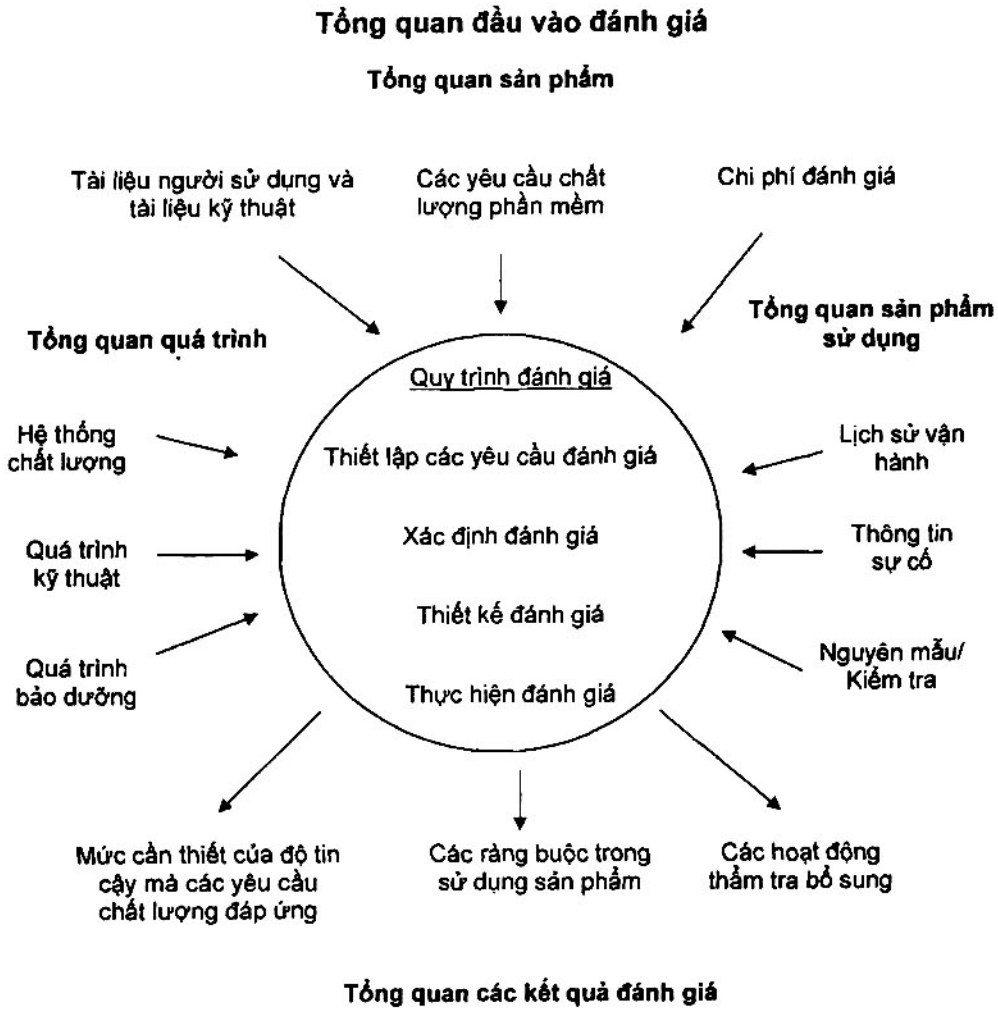 Tổng quan đầu vào đánh giá
Tổng quan sản phẩm
Tài liệu người sử dụng và
tài liệu kỹ thuật
Các yêu cầu chất
lượng phần mềm
Chi phí đánh giá
Tổng quan quá trình
Tổng quan sản phẩm
sử dụng
Quy trình đánh giá
Thiết lập các yêu cầu đánh giá
Xác định đánh giá
Thiết kế đánh giá
Thực hiện đánh giá
Hệ thống
chất lượng
Quá trình
kỹ thuật
Quá trình
bảo dưỡng
Lịch sử vận
hành
Thông tin
sự cố
Nguyên mẫu/
Kiểm tra
Mức cần thiết của độ tin
cậy mà các yêu cầu
chất lượng đáp ứng
Các ràng buộc trong
sử dụng sản phẩm
Các hoạt động
thẩm tra bổ sung
Tổng quan các kết quả đánh giá